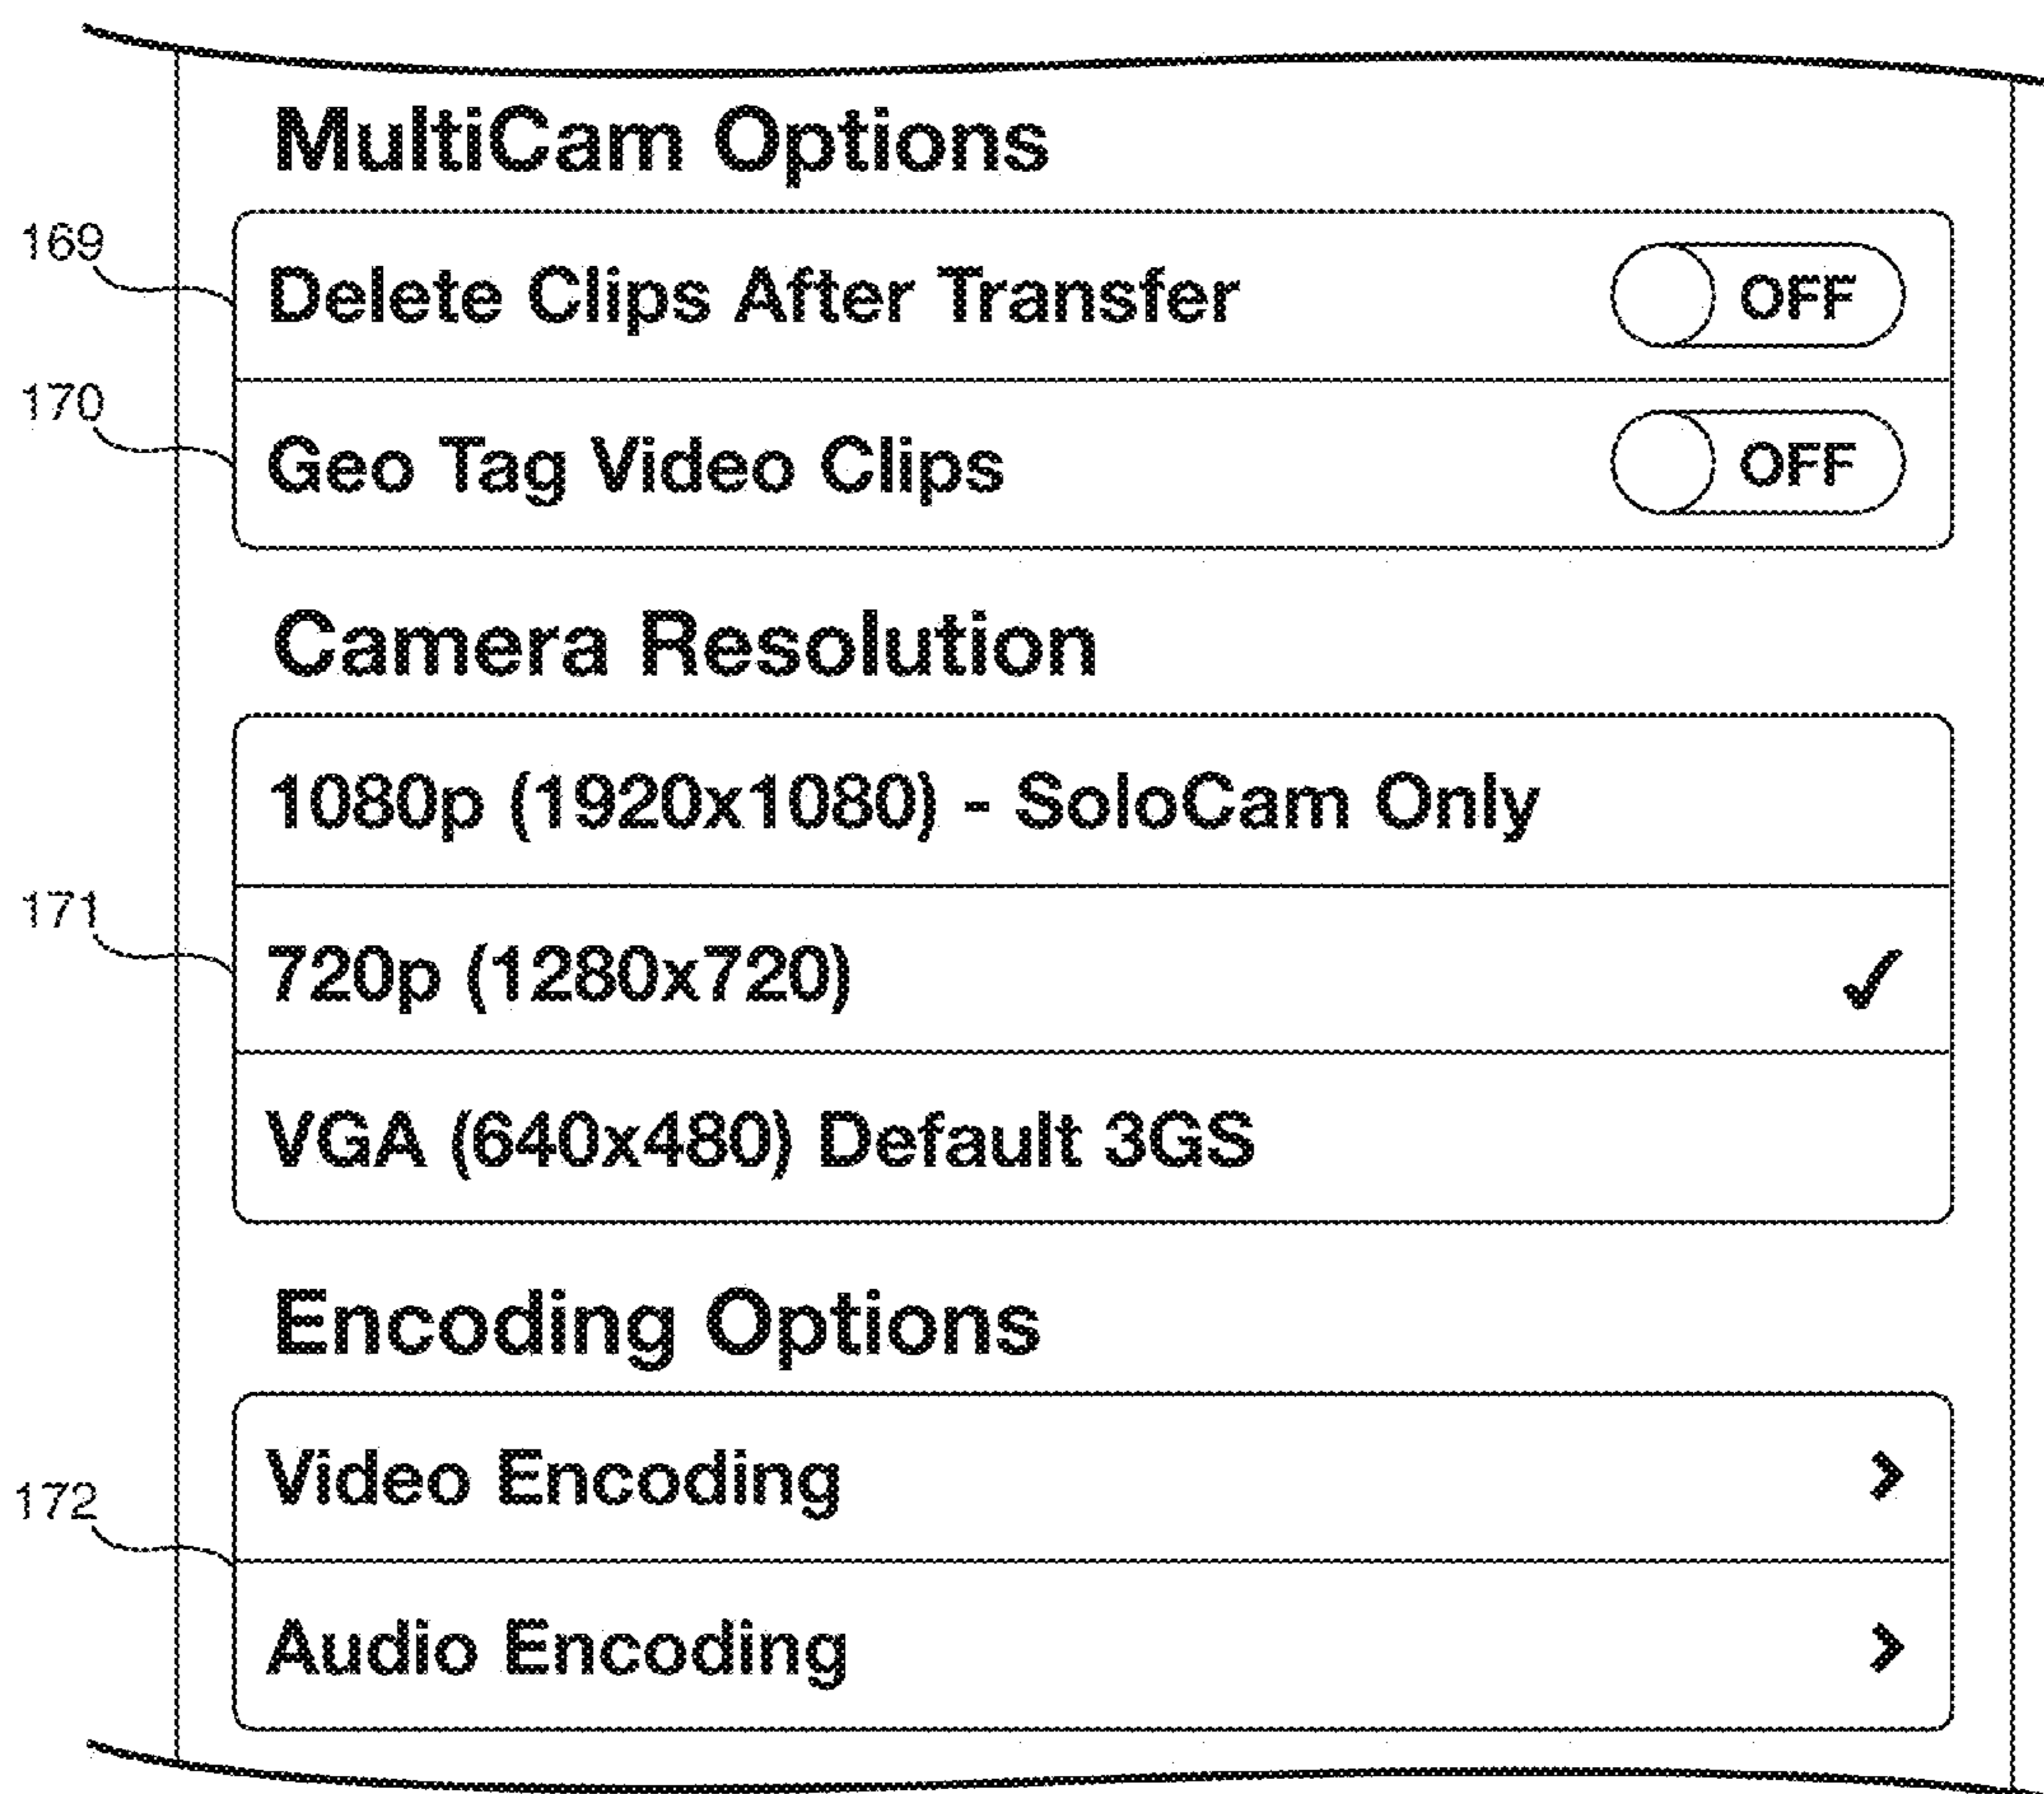 MultiCam Options
169
Delete Clips After Transfer OFF
170
Geo Tag Video Clips OFF
Camera Resolution
1080p (1920x1080) - SoloCam Only
171
720p (1280x720) ✓
VGA (640x480) Default 3GS
Encoding Options
Video Encoding >
172
Audio Encoding >